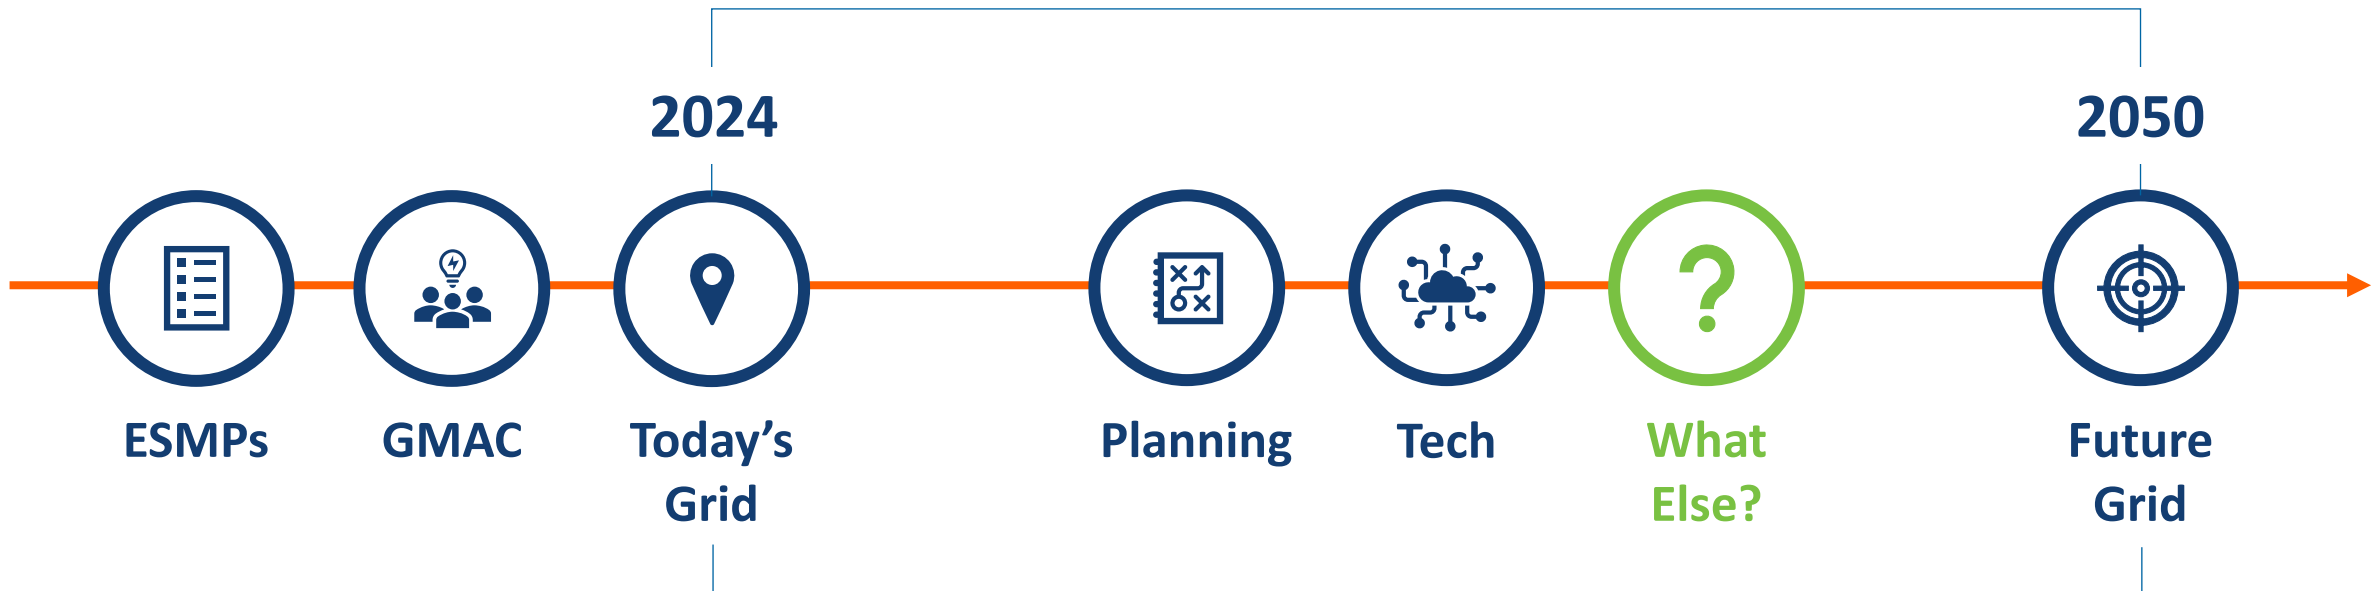 2024
2050
ESMPs
GMAC
Today’s
Grid
Planning
Tech
What
Else?
Future
Grid